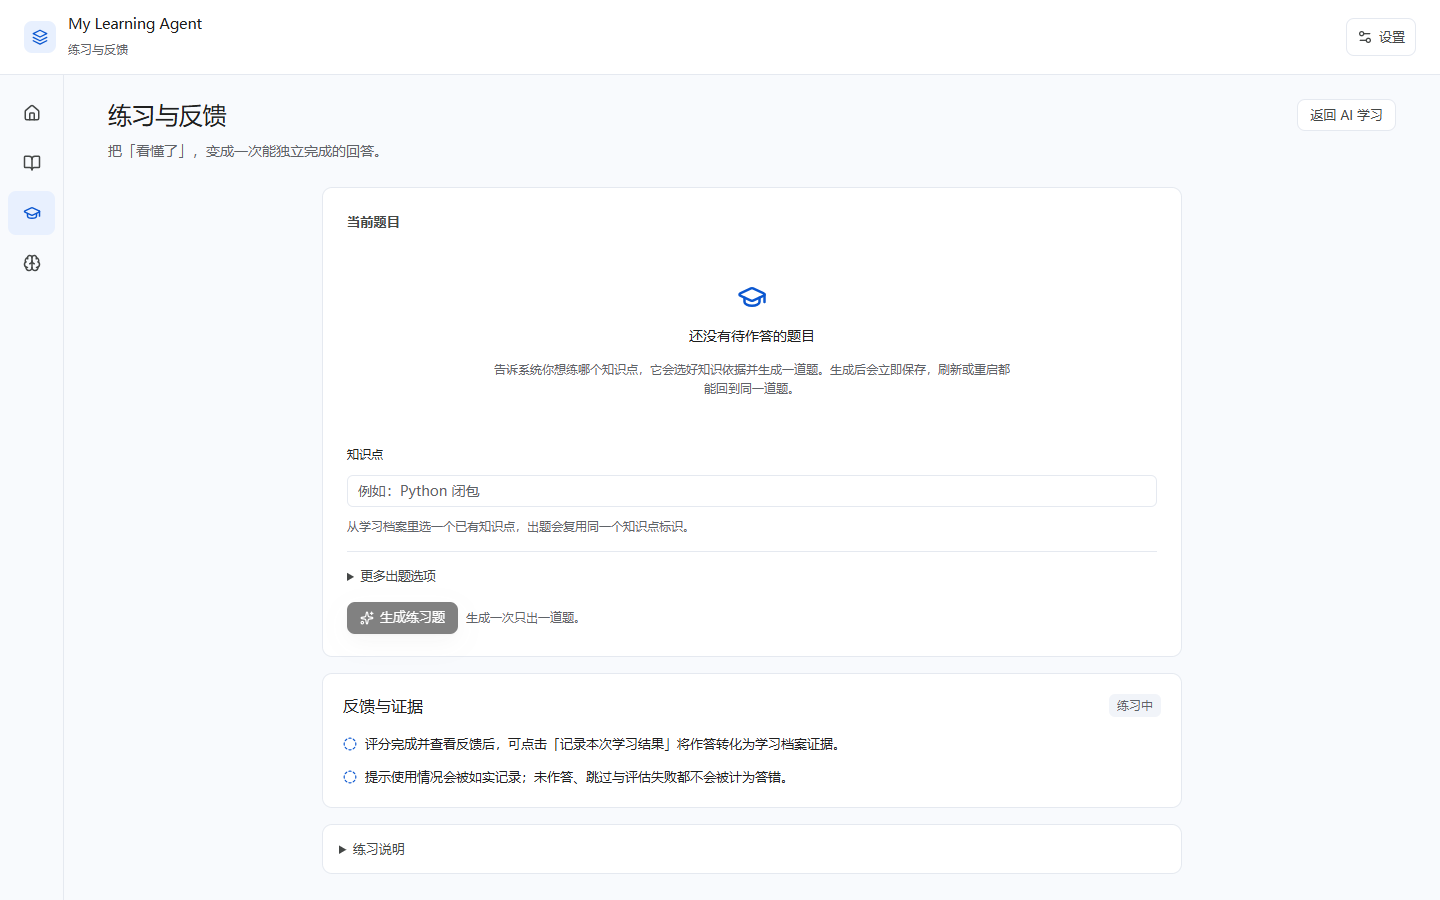 My Learning Agent
练习与反馈
设置
练习与反馈
返回 AI 学习
把「看懂了」，变成一次能独立完成的回答。
当前题目
还没有待作答的题目
告诉系统你想练哪个知识点，它会选好知识依据并生成一道题。生成后会立即保存，刷新或重启都
能回到同一道题。
知识点
例如：Python 闭包
从学习档案里选一个已有知识点，出题会复用同一个知识点标识。
更多出题选项
生成练习题
生成一次只出一道题。
反馈与证据
练习中
评分完成并查看反馈后，可点击「记录本次学习结果」将作答转化为学习档案证据。
提示使用情况会被如实记录；未作答、跳过与评估失败都不会被计为答错。
练习说明